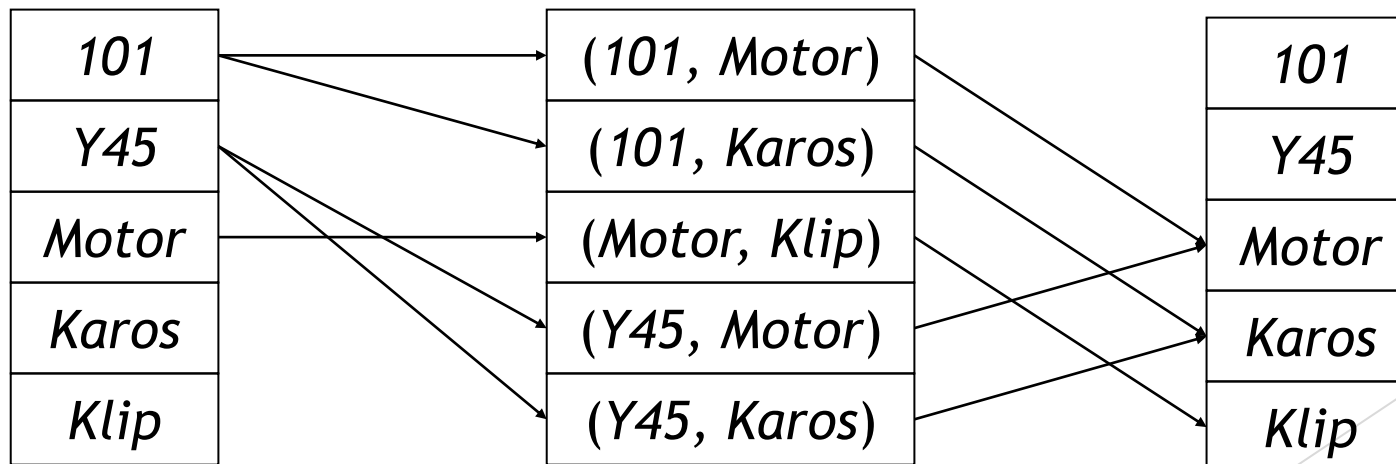 101
Y45
Motor
Karos
Klip
(101, Motor)
(101, Karos)
(Motor, Klip)
(Y45, Motor)
(Y45, Karos)
101
Y45
Motor
Karos
Klip